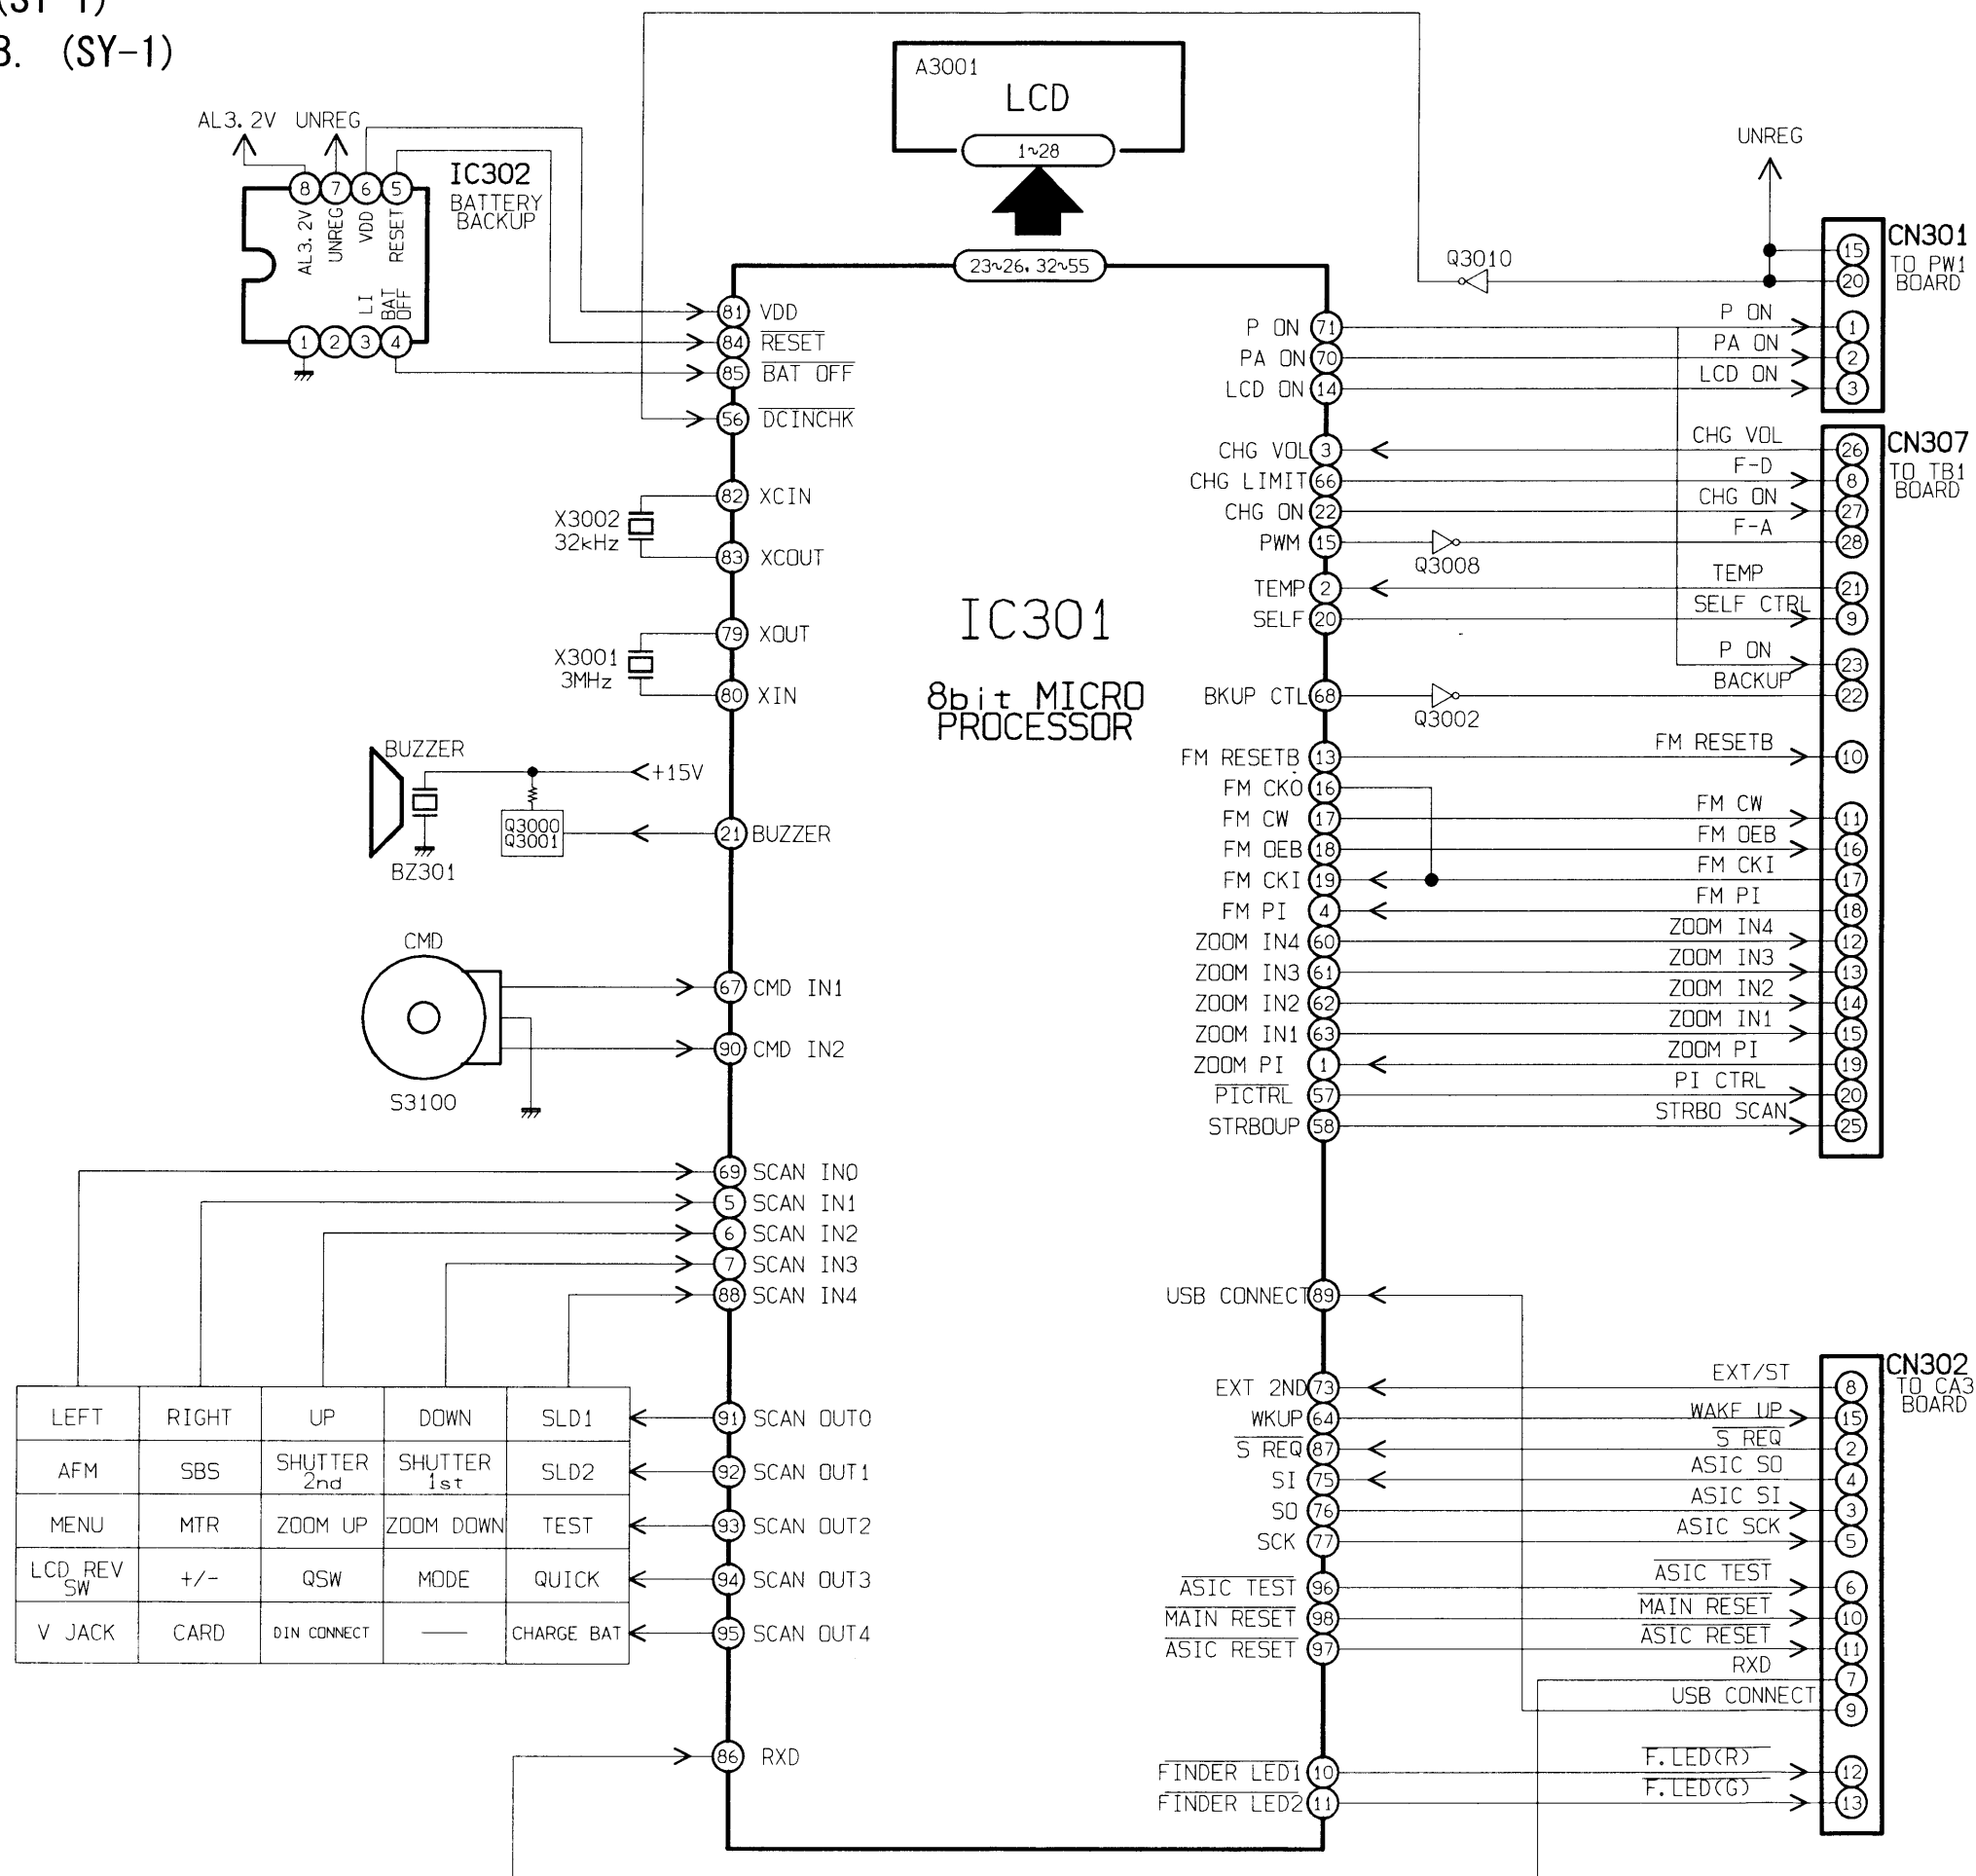 (SY-1)
B. (SY-1)
A3001
LCD
1~28
AL3.2V UNREG
8 7 6 5
AL3.2V
UNREG
VDD
RESET
LI
BAT OFF
1 2 3 4
IC302
BATTERY
BACKUP
23~26, 32~55
UNREG
Q3010
CN301
TO PW1
BOARD
15
20
P ON 1
PA ON 2
LCD ON 3
81 VDD
84 RESET
85 BAT OFF
56 DCINCHK
82 XCIN
X3002
32kHz
83 XCOUT
79 XOUT
X3001
3MHz
80 XIN
BUZZER
+15V
Q3000
Q3001
21 BUZZER
BZ301
CMD
67 CMD IN1
90 CMD IN2
S3100
69 SCAN IN0
5 SCAN IN1
6 SCAN IN2
7 SCAN IN3
88 SCAN IN4
LEFT RIGHT UP DOWN SLD1 91 SCAN OUT0
AFM SBS SHUTTER 2nd SHUTTER 1st SLD2 92 SCAN OUT1
MENU MTR ZOOM UP ZOOM DOWN TEST 93 SCAN OUT2
LCD REV SW +/- QSW MODE QUICK 94 SCAN OUT3
V JACK CARD DIN CONNECT — CHARGE BAT 95 SCAN OUT4
86 RXD
IC301
8bit MICRO
PROCESSOR
P ON 71
PA ON 70
LCD ON 14
CHG VOL 3
CHG LIMIT 66
CHG ON 22
PWM 15
Q3008
TEMP 2
SELF 20
BKUP CTL 68
Q3002
FM RESETB 13
FM CKO 16
FM CW 17
FM OEB 18
FM CKI 19
FM PI 4
ZOOM IN4 60
ZOOM IN3 61
ZOOM IN2 62
ZOOM IN1 63
ZOOM PI 1
PICTRL 57
STRBOUP 58
USB CONNECT 89
EXT 2ND 73
WKUP 64
S REQ 87
SI 75
SO 76
SCK 77
ASIC TEST 96
MAIN RESET 98
ASIC RESET 97
FINDER LED1 10
FINDER LED2 11
CN307
TO TB1
BOARD
CHG VOL 26
F-D 8
CHG ON 27
F-A 28
TEMP 21
SELF CTRL 9
P ON 23
BACKUP 22
FM RESETB 10
FM CW 11
FM OEB 16
FM CKI 17
FM PI 18
ZOOM IN4 12
ZOOM IN3 13
ZOOM IN2 14
ZOOM IN1 15
ZOOM PI 19
PI CTRL 20
STRBO SCAN 25
CN302
TO CA3
BOARD
EXT/ST 8
WAKE UP 15
S REQ 2
ASIC SO 4
ASIC SI 3
ASIC SCK 5
ASIC TEST 6
MAIN RESET 10
ASIC RESET 11
RXD 7
USB CONNECT 9
F.LED(R) 12
F.LED(G) 13